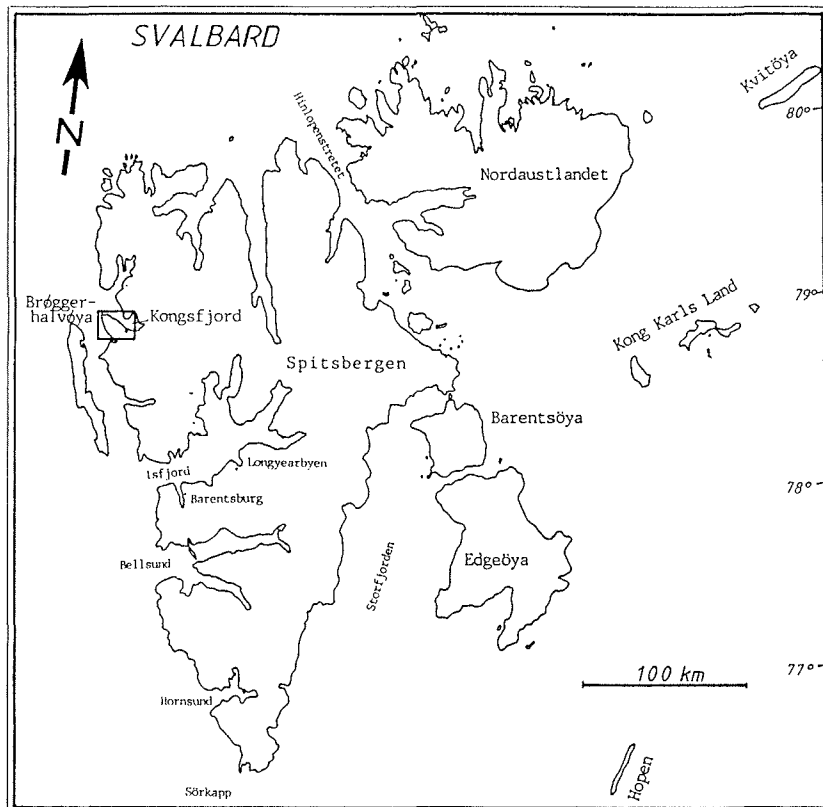 SVALBARD
N
Kvitöya
80°
Hinlopenstretet
Nordaustlandet
79°
Brøgger-
halvøya
Kongsfjord
Kong Karls Land
Spitsbergen
Barentsöya
Isfjord
Longyearbyen
78°
Barentsburg
Bellsund
Storfjorden
Edgeöya
77°
100 km
Hornsund
Hopen
Sörkapp